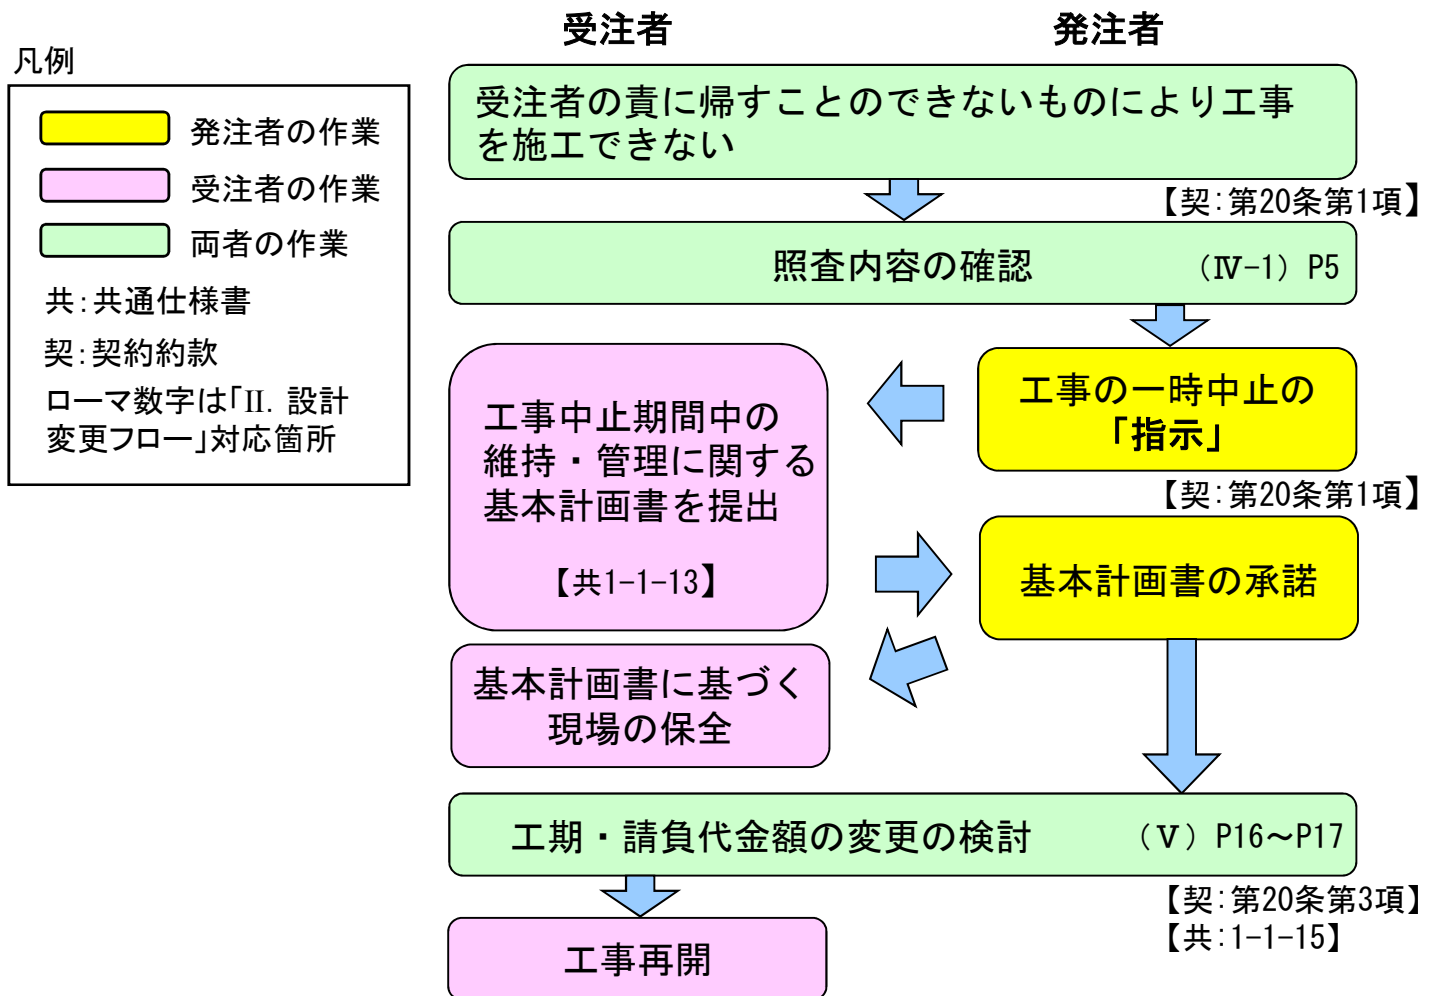 受注者
発注者
凡例
発注者の作業
受注者の作業
両者の作業
共：共通仕様書
契：契約約款
ローマ数字は「Ⅱ．設計
変更フロー」対応箇所
受注者の責に帰すことのできないものにより工事
を施工できない
【契：第20条第1項】
照査内容の確認 （Ⅳ-1）P5
工事の一時中止の
「指示」
【契：第20条第1項】
工事中止期間中の
維持・管理に関する
基本計画書を提出
【共1-1-13】
基本計画書の承諾
基本計画書に基づく
現場の保全
工期・請負代金額の変更の検討 （Ⅴ）P16～P17
【契：第20条第3項】
【共：1-1-15】
工事再開